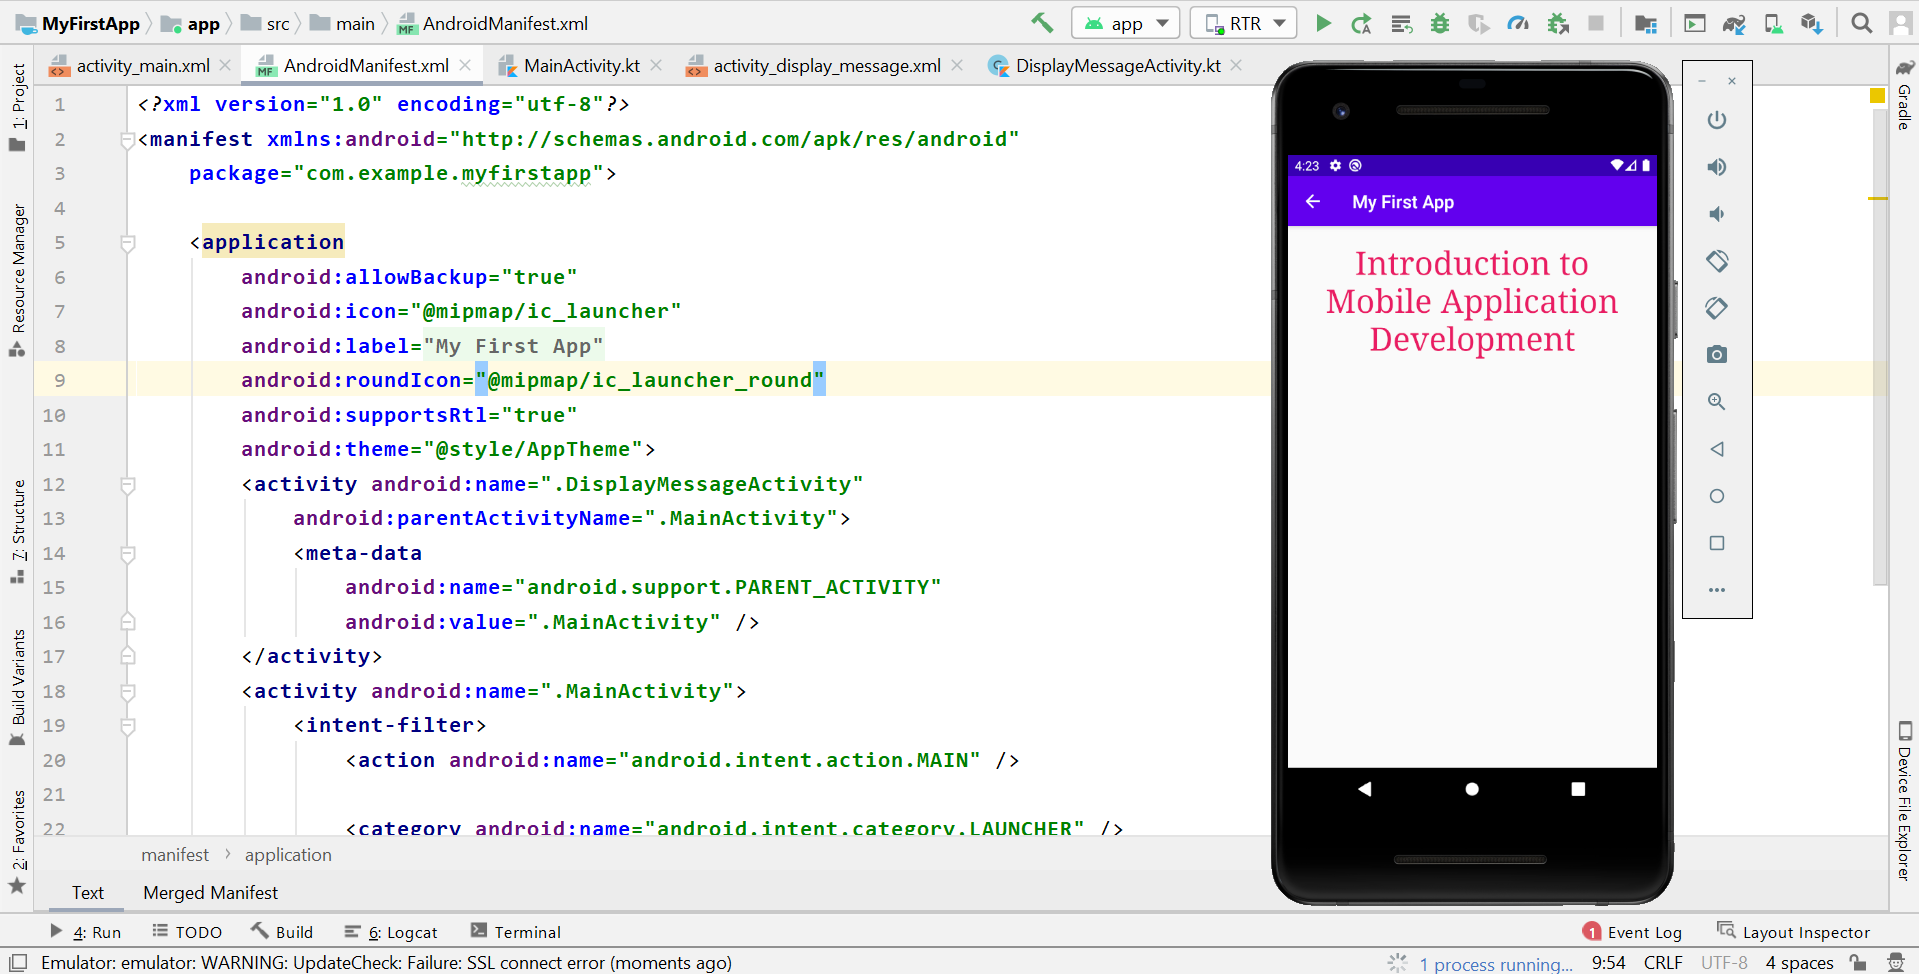 MyFirstApp app src main AndroidManifest.xml app RTR
activity_main.xml AndroidManifest.xml MainActivity.kt activity_display_message.xml DisplayMessageActivity.kt
1: Project
Resource Manager
7: Structure
Build Variants
2: Favorites
1 <?xml version="1.0" encoding="utf-8"?>
2 <manifest xmlns:android="http://schemas.android.com/apk/res/android"
3 package="com.example.myfirstapp">
4
5 <application
6 android:allowBackup="true"
7 android:icon="@mipmap/ic_launcher"
8 android:label="My First App"
9 android:roundIcon="@mipmap/ic_launcher_round"
10 android:supportsRtl="true"
11 android:theme="@style/AppTheme">
12 <activity android:name=".DisplayMessageActivity"
13 android:parentActivityName=".MainActivity">
14 <meta-data
15 android:name="android.support.PARENT_ACTIVITY"
16 android:value=".MainActivity" />
17 </activity>
18 <activity android:name=".MainActivity">
19 <intent-filter>
20 <action android:name="android.intent.action.MAIN" />
21
22 <category android:name="android.intent.category.LAUNCHER" />
manifest › application
Text Merged Manifest
4:23
My First App
Introduction to
Mobile Application
Development
Gradle
Device File Explorer
4: Run TODO Build 6: Logcat Terminal 1 Event Log Layout Inspector
Emulator: emulator: WARNING: UpdateCheck: Failure: SSL connect error (moments ago) 1 process running... 9:54 CRLF UTF-8 4 spaces